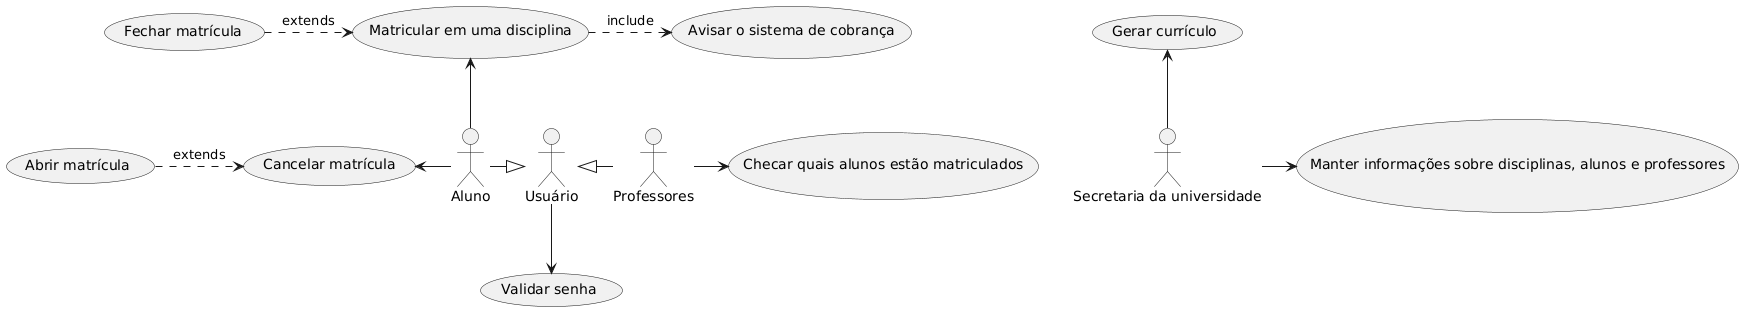 extends
include
Fechar matrícula
Matricular em uma disciplina
Avisar o sistema de cobrança
Gerar currículo
extends
Abrir matrícula
Cancelar matrícula
Checar quais alunos estão matriculados
Manter informações sobre disciplinas, alunos e professores
Aluno
Usuário
Professores
Secretaria da universidade
Validar senha